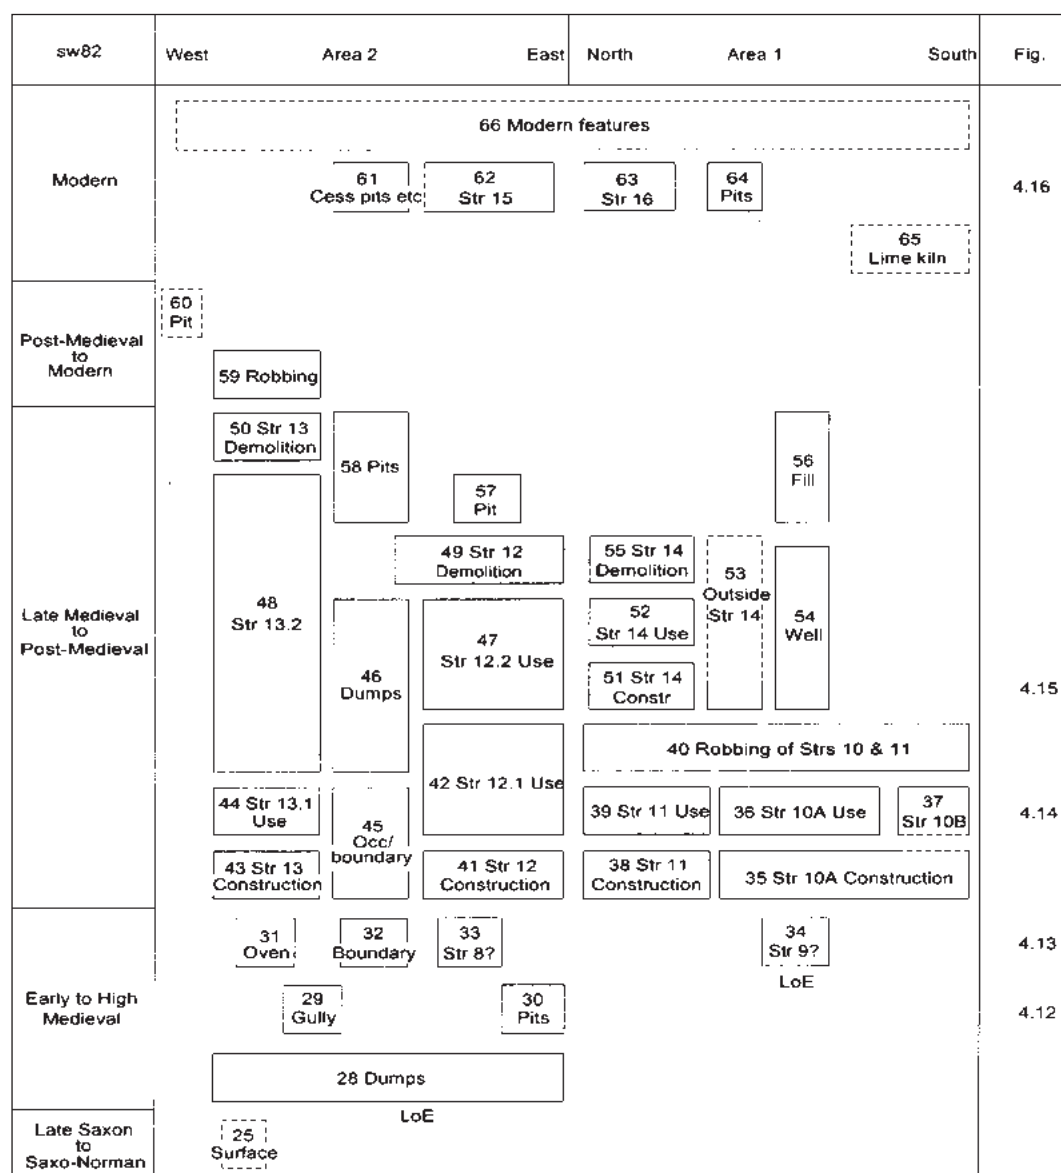 sw82
West Area 2 East North Area 1 South Fig.
66 Modern features
Modern
61
Cess pits etc
62
Str 15
63
Str 16
64
Pits
4.16
65
Lime kiln
60
Pit
Post-Medieval
to
Modern
59 Robbing
50 Str 13
Demolition
58 Pits
56
Fill
57
Pit
49 Str 12
Demolition
55 Str 14
Demolition
53
Outside
Str 14
48
Str 13.2
Late Medieval
to
Post-Medieval
47
Str 12.2 Use
52
Str 14 Use
54
Well
46
Dumps
51 Str 14
Constr
4.15
40 Robbing of Strs 10 & 11
42 Str 12.1 Use
44 Str 13.1
Use
45
Occ/
boundary
39 Str 11 Use
36 Str 10A Use
37
Str 10B
4.14
43 Str 13
Construction
41 Str 12
Construction
38 Str 11
Construction
35 Str 10A Construction
31
Oven
32
Boundary
33
Str 8?
34
Str 9?
LoE
4.13
Early to High
Medieval
29
Gully
30
Pits
4.12
28 Dumps
LoE
Late Saxon
to
Saxo-Norman
25
Surface